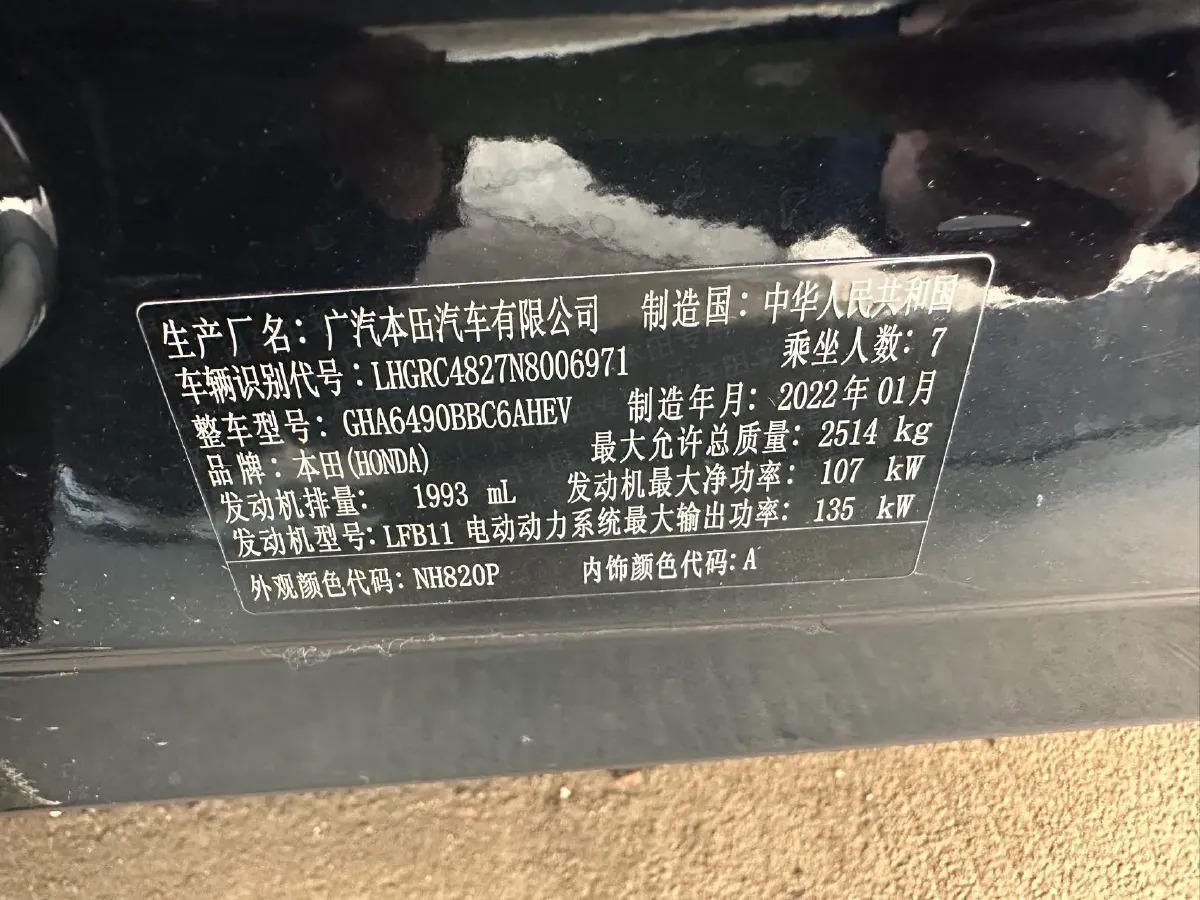 生产厂名：广汽本田汽车有限公司 制造国：中华人民共和国
车辆识别代号：LHGRC4827N8006971 乘坐人数：7
整车型号：GHA6490BBC6AHEV 制造年月：2022年01月
品牌：本田(HONDA) 最大允许总质量：2514 kg
发动机排量： 1993 mL 发动机最大净功率：107 kW
发动机型号：LFB11 电动动力系统最大输出功率：135 kW
外观颜色代码：NH820P 内饰颜色代码:A